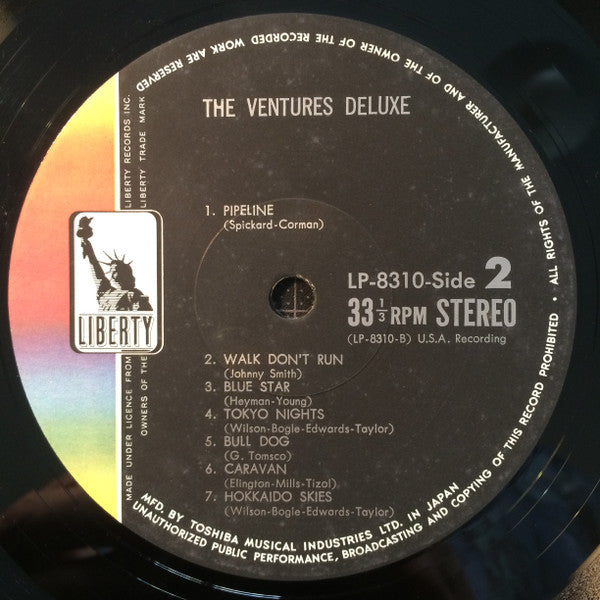 THE VENTURES DELUXE
1. PIPELINE
(Spickard-Corman)
LP-8310-Side 2
33 1/3 RPM STEREO
(LP-8310-B) U.S.A. Recording
2. WALK DON'T RUN
(Johnny Smith)
3. BLUE STAR
(Heyman-Young)
4. TOKYO NIGHTS
(Wilson-Bogle-Edwards-Taylor)
5. BULL DOG
(G. Tomsco)
6. CARAVAN
(Elington-Mills-Tizol)
7. HOKKAIDO SKIES
(Wilson-Bogle-Edwards-Taylor)
LIBERTY
MADE UNDER LICENCE FROM LIBERTY RECORDS INC.
OWNERS OF THE LIBERTY TRADE MARK
MFD. BY TOSHIBA MUSICAL INDUSTRIES LTD. IN JAPAN
UNAUTHORIZED PUBLIC PERFORMANCE, BROADCASTING AND COPYING OF THIS RECORD PROHIBITED • ALL RIGHTS OF THE MANUFACTURER AND OF THE OWNER OF THE RECORDED WORK ARE RESERVED